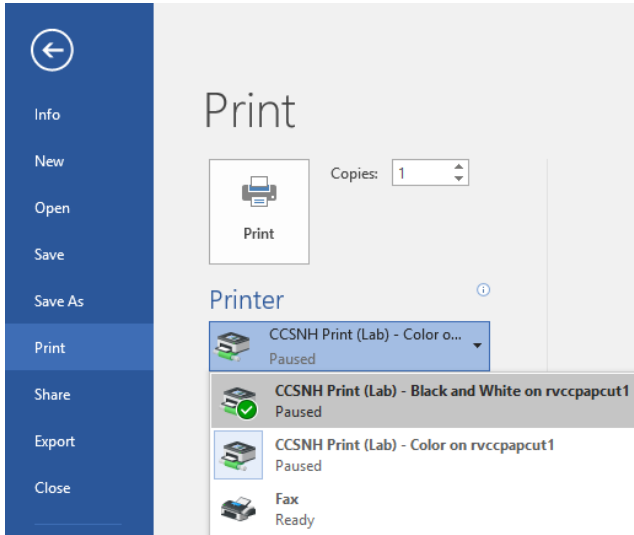 Info
New
Open
Save
Save As
Print
Share
Export
Close
Print
Copies: 1
Print
Printer
CCSNH Print (Lab) - Color o...
Paused
CCSNH Print (Lab) - Black and White on rvccpapcut1
Paused
CCSNH Print (Lab) - Color on rvccpapcut1
Paused
Fax
Ready